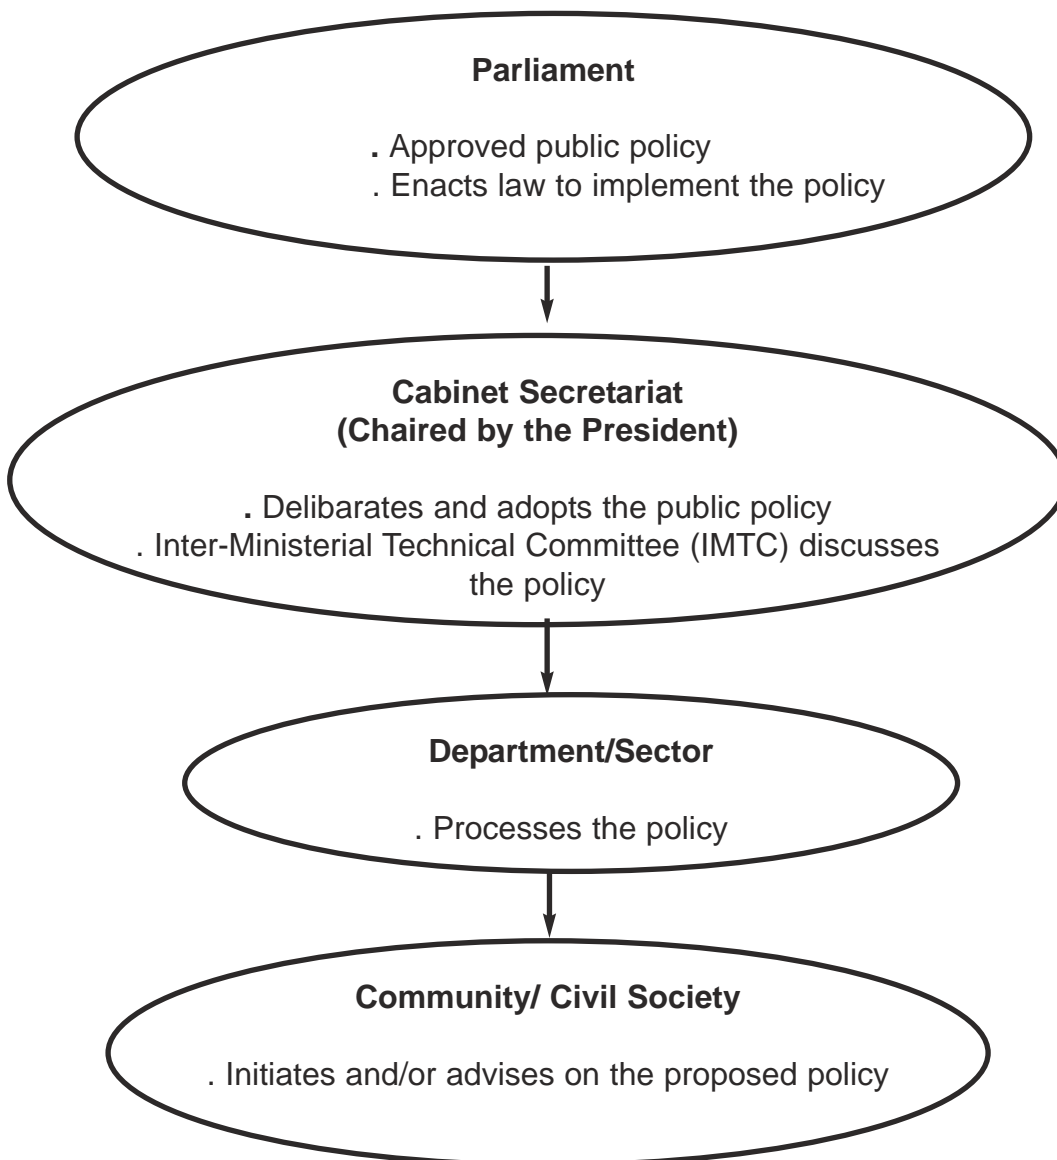 Parliament
. Approved public policy
. Enacts law to implement the policy
Cabinet Secretariat
(Chaired by the President)
. Delibarates and adopts the public policy
. Inter-Ministerial Technical Committee (IMTC) discusses
the policy
Department/Sector
. Processes the policy
Community/ Civil Society
. Initiates and/or advises on the proposed policy